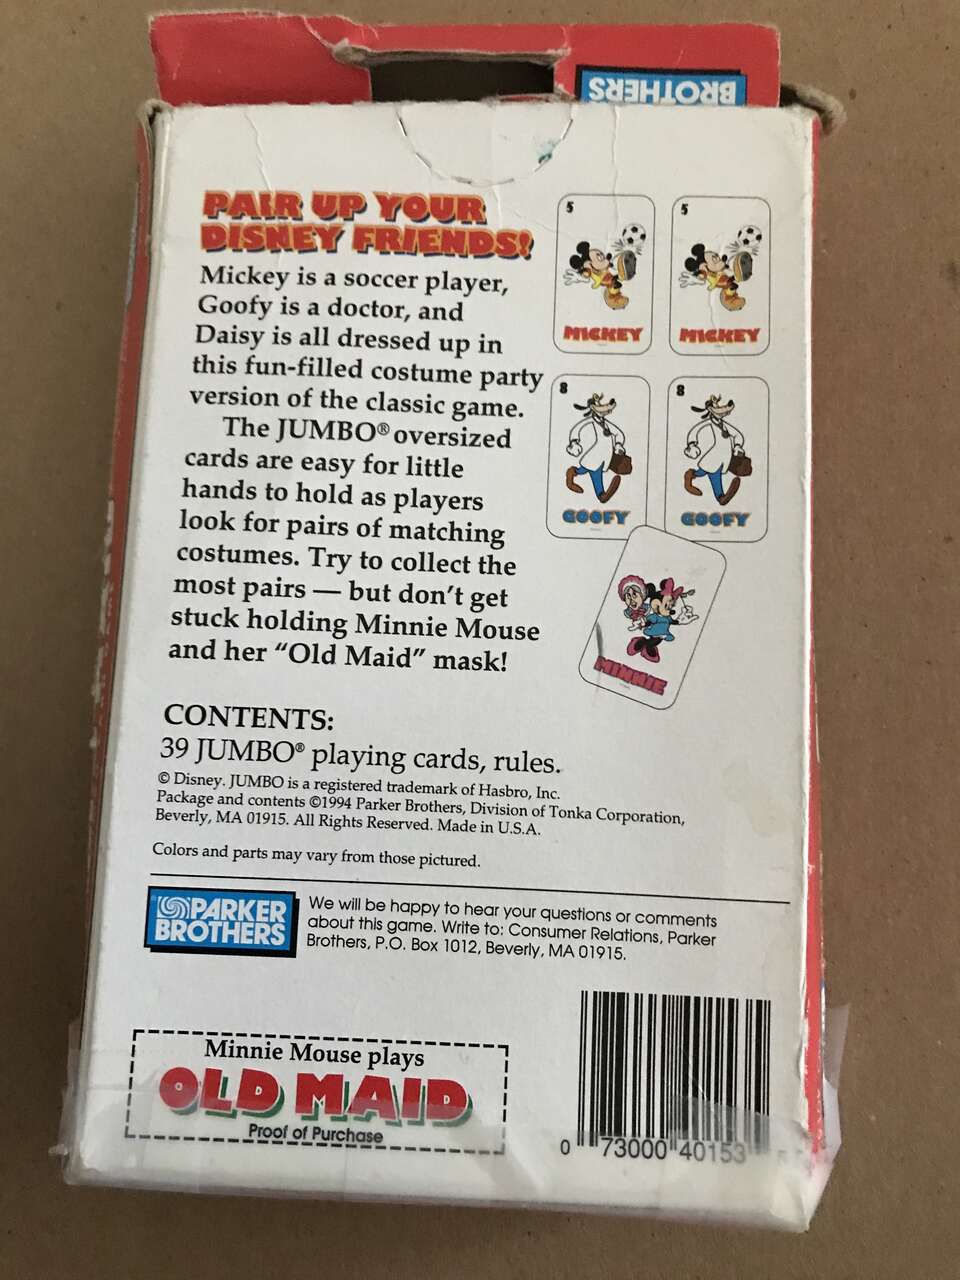 BROTHERS
PAIR UP YOUR
DISNEY FRIENDS!
Mickey is a soccer player,
Goofy is a doctor, and
Daisy is all dressed up in
this fun-filled costume party
version of the classic game.
The JUMBO® oversized
cards are easy for little
hands to hold as players
look for pairs of matching
costumes. Try to collect the
most pairs — but don't get
stuck holding Minnie Mouse
and her "Old Maid" mask!
5
MICKEY
5
MICKEY
8
GOOFY
8
GOOFY
MINNIE
CONTENTS:
39 JUMBO® playing cards, rules.
© Disney. JUMBO is a registered trademark of Hasbro, Inc.
Package and contents ©1994 Parker Brothers, Division of Tonka Corporation,
Beverly, MA 01915. All Rights Reserved. Made in U.S.A.
Colors and parts may vary from those pictured.
PARKER
BROTHERS
We will be happy to hear your questions or comments
about this game. Write to: Consumer Relations, Parker
Brothers, P.O. Box 1012, Beverly, MA 01915.
Minnie Mouse plays
OLD MAID
Proof of Purchase
0 73000 40153